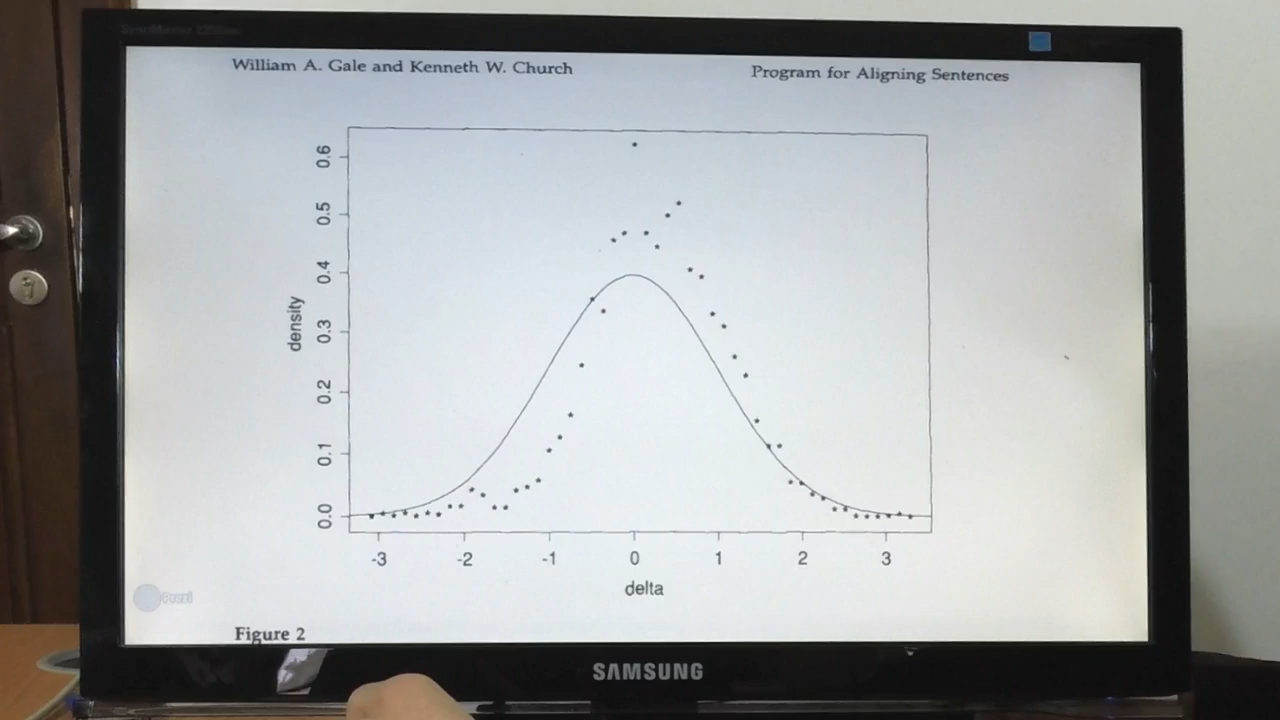 William A. Gale and Kenneth W. Church
Program for Aligning Sentences
0.6
0.5
0.4
0.3
0.2
0.1
0.0
density
-3 -2 -1 0 1 2 3
delta
Prezi
Figure 2
SAMSUNG